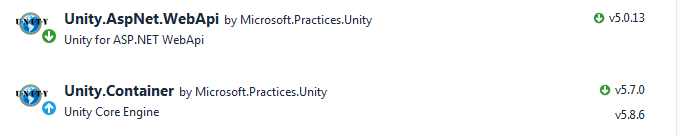 UNITY
Unity.AspNet.WebApi by Microsoft.Practices.Unity v5.0.13
Unity for ASP.NET WebApi
UNITY
Unity.Container by Microsoft.Practices.Unity v5.7.0
Unity Core Engine v5.8.6